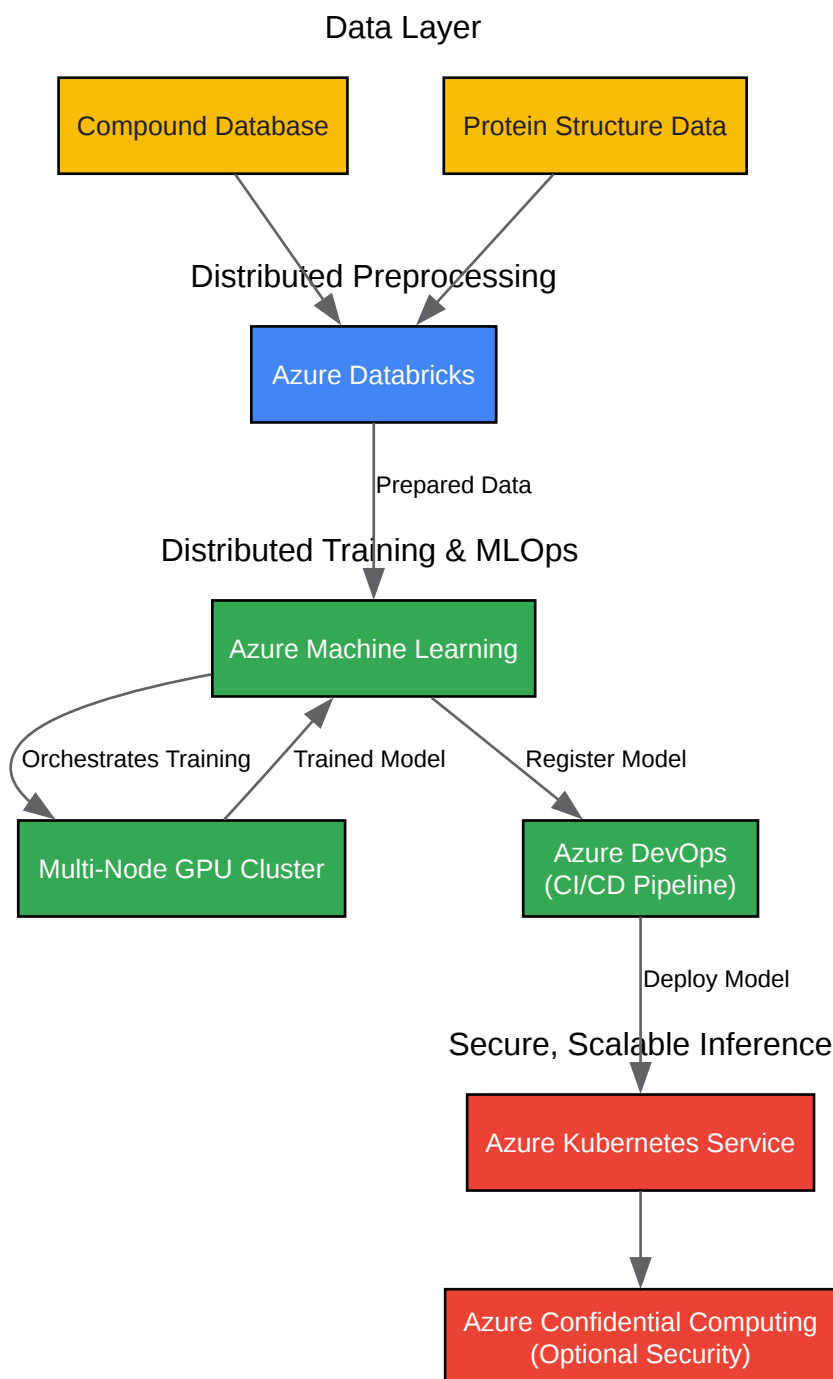 Data Layer
Compound Database
Protein Structure Data
Distributed Preprocessing
Azure Databricks
Prepared Data
Distributed Training & MLOps
Azure Machine Learning
Orchestrates Training
Trained Model
Register Model
Multi-Node GPU Cluster
Azure DevOps
(CI/CD Pipeline)
Deploy Model
Secure, Scalable Inference
Azure Kubernetes Service
Azure Confidential Computing
(Optional Security)